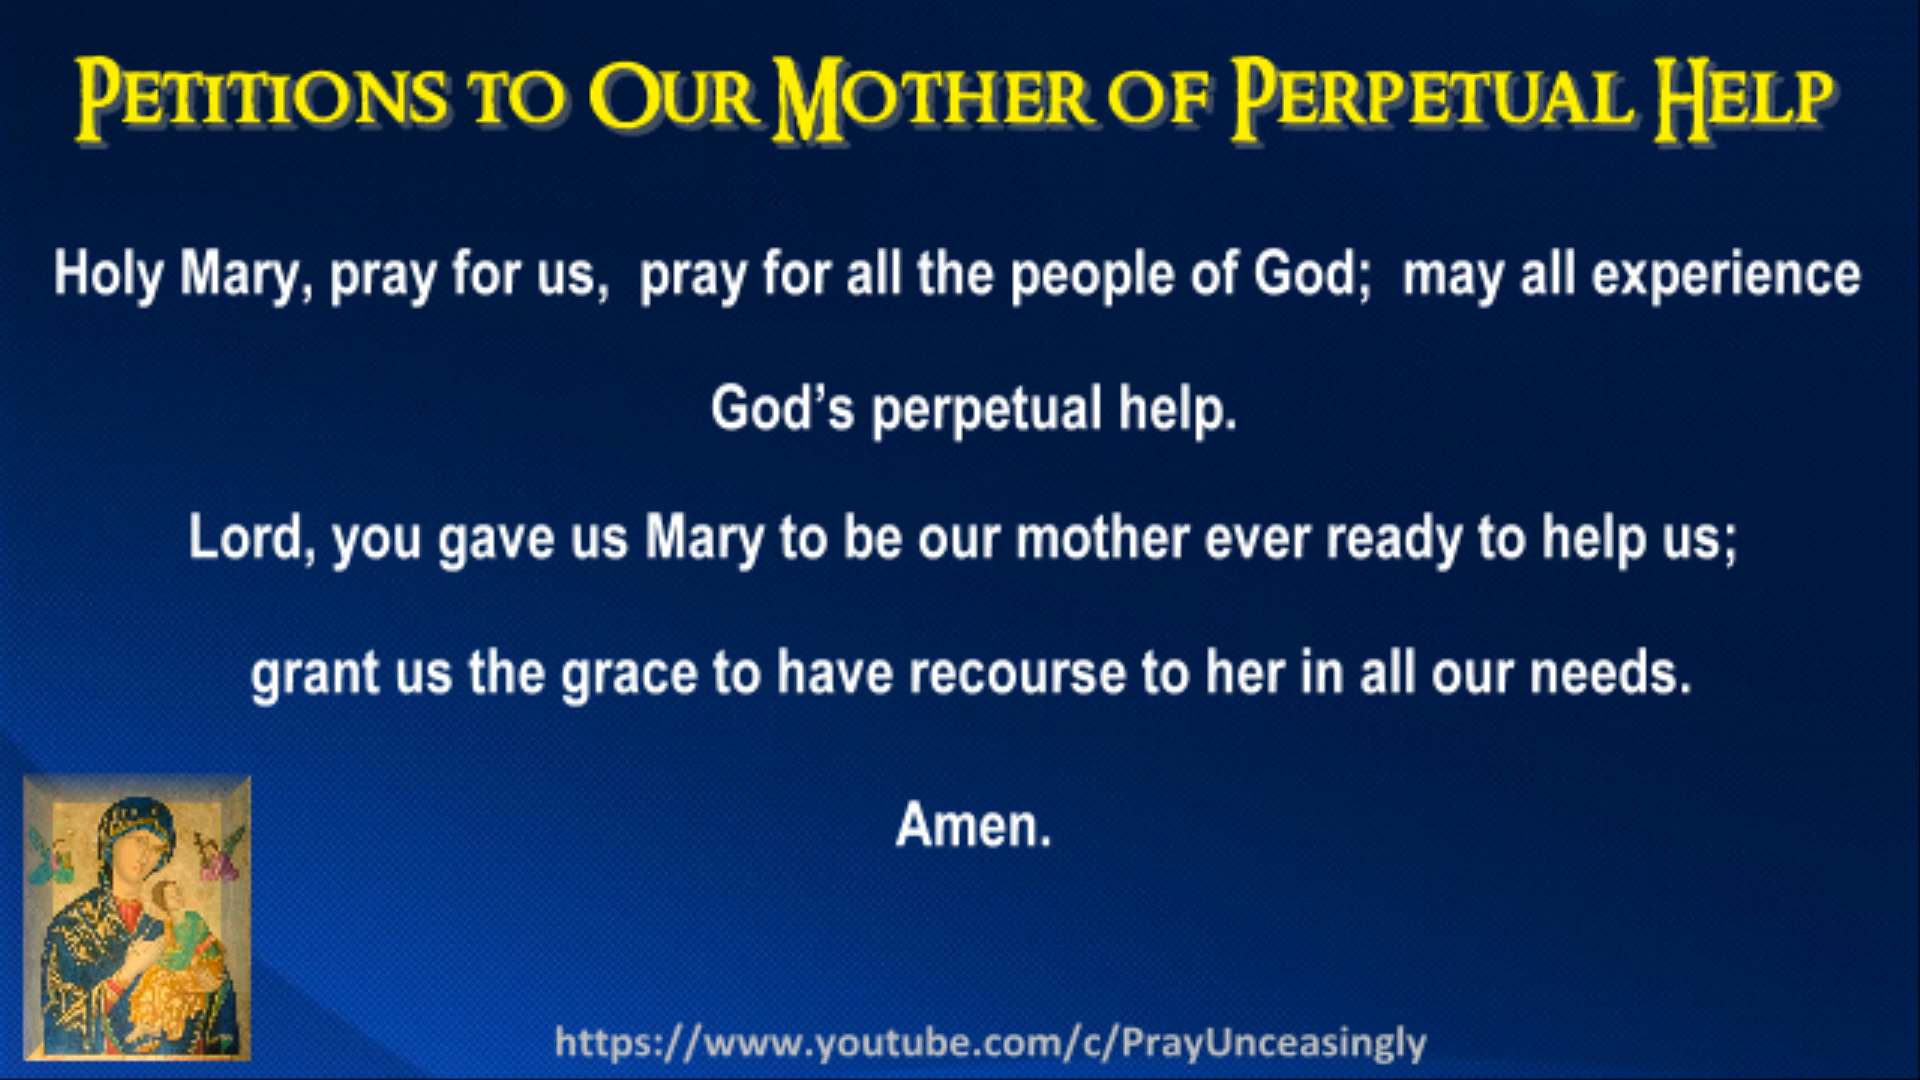 Petitions to Our Mother of Perpetual Help
Holy Mary, pray for us,  pray for all the people of God;  may all experience
God’s perpetual help.
Lord, you gave us Mary to be our mother ever ready to help us;
grant us the grace to have recourse to her in all our needs.
Amen.
https://www.youtube.com/c/PrayUnceasingly